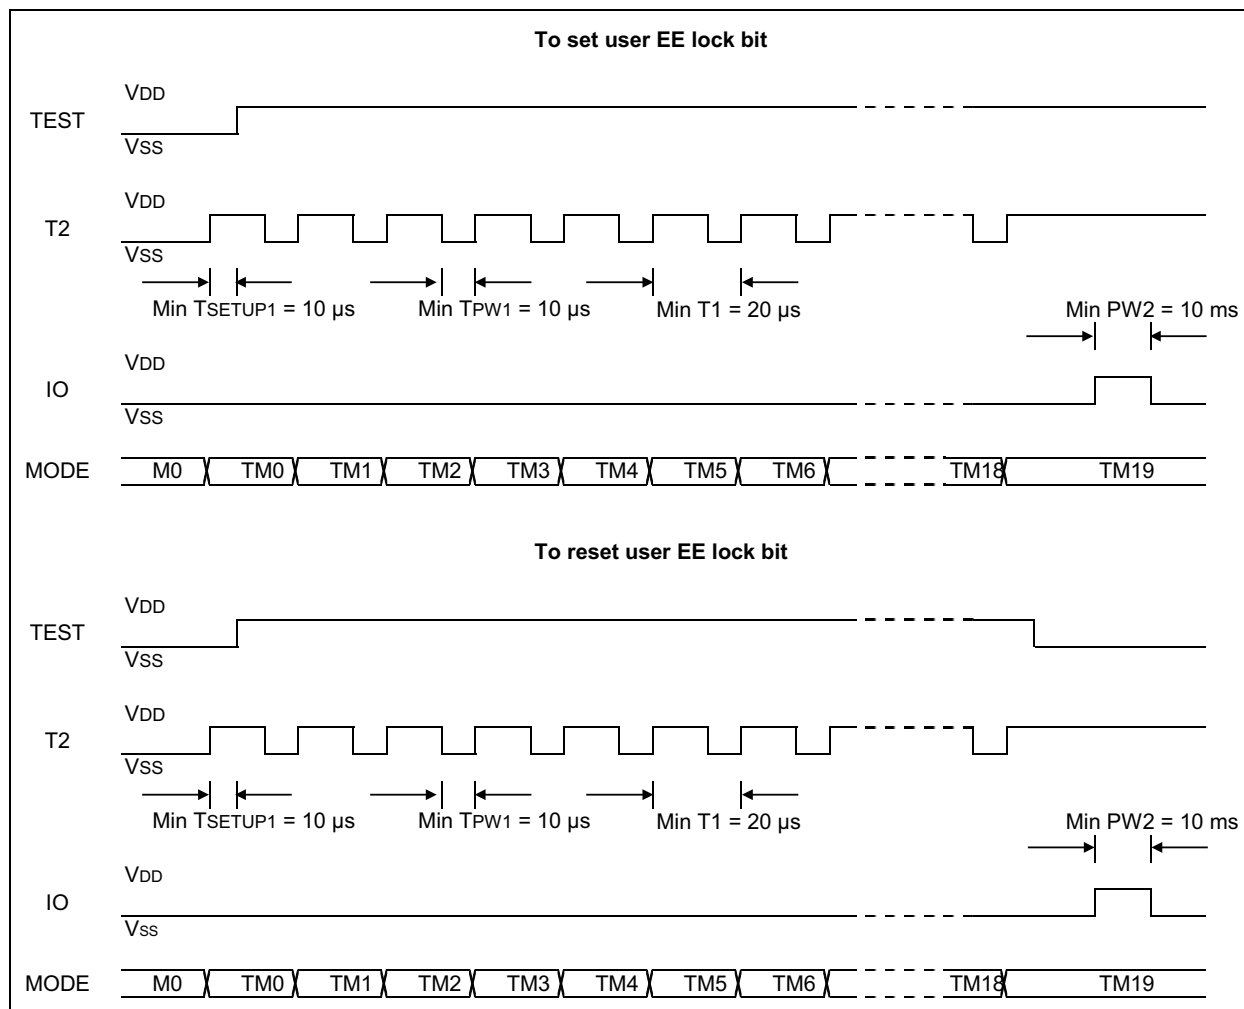 To set user EE lock bit
VDD
TEST
VSS
VDD
T2
VSS
Min TSETUP1 = 10 µs Min TPW1 = 10 µs Min T1 = 20 µs Min PW2 = 10 ms
VDD
IO
VSS
MODE M0 TM0 TM1 TM2 TM3 TM4 TM5 TM6 TM18 TM19
To reset user EE lock bit
VDD
TEST
VSS
VDD
T2
VSS
Min TSETUP1 = 10 µs Min TPW1 = 10 µs Min T1 = 20 µs Min PW2 = 10 ms
VDD
IO
Vss
MODE M0 TM0 TM1 TM2 TM3 TM4 TM5 TM6 TM18 TM19